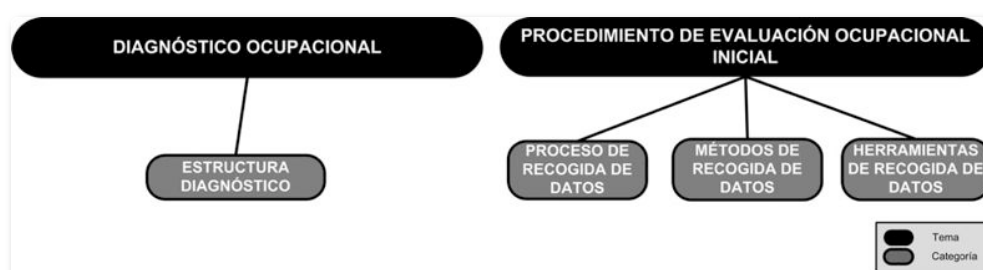 DIAGNÓSTICO OCUPACIONAL
PROCEDIMIENTO DE EVALUACIÓN OCUPACIONAL
INICIAL
ESTRUCTURA
DIAGNÓSTICO
PROCESO DE
RECOGIDA DE
DATOS
MÉTODOS DE
RECOGIDA DE
DATOS
HERRAMIENTAS
DE RECOGIDA DE
DATOS
Tema
Categoría